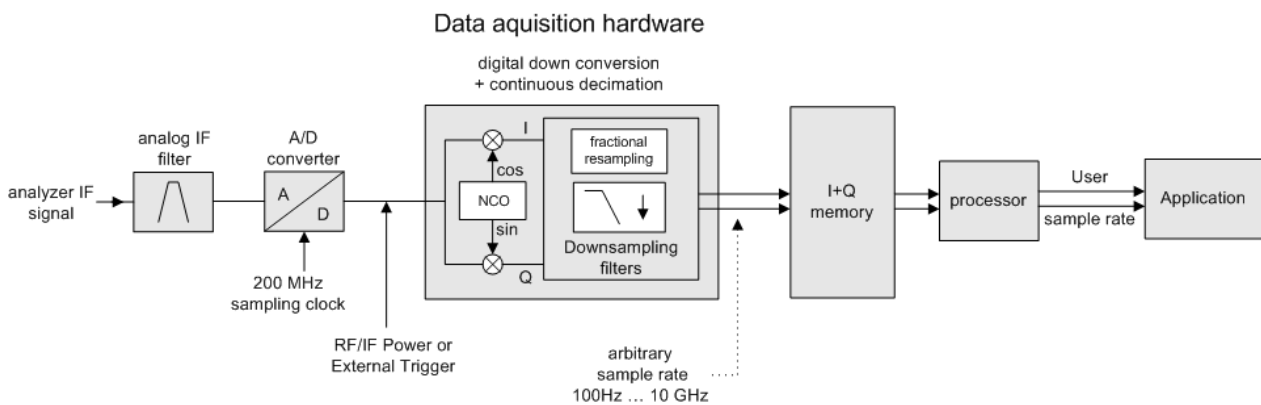 Data aquisition hardware
digital down conversion
+ continuous decimation
analyzer IF
signal
analog IF
filter
A/D
converter
A
D
200 MHz
sampling clock
RF/IF Power or
External Trigger
I
cos
NCO
sin
Q
fractional
resampling
Downsampling
filters
arbitrary
sample rate
100Hz ... 10 GHz
I+Q
memory
processor
User
sample rate
Application